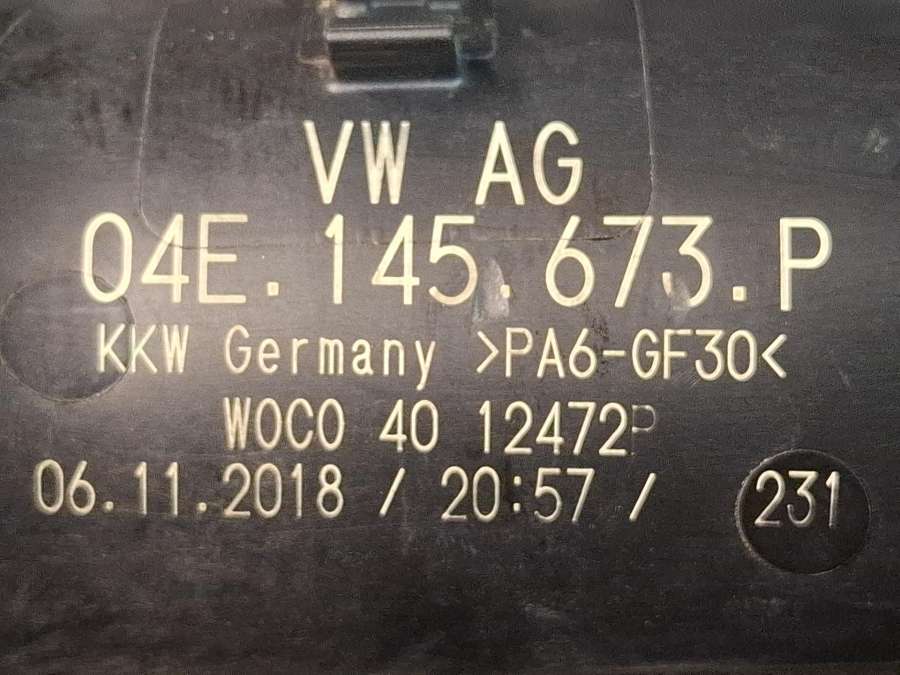 VW AG
04E.145.673.P
KKW Germany >PA6-GF30<
WOCO 40 12472P
06.11.2018 / 20:57 / 231